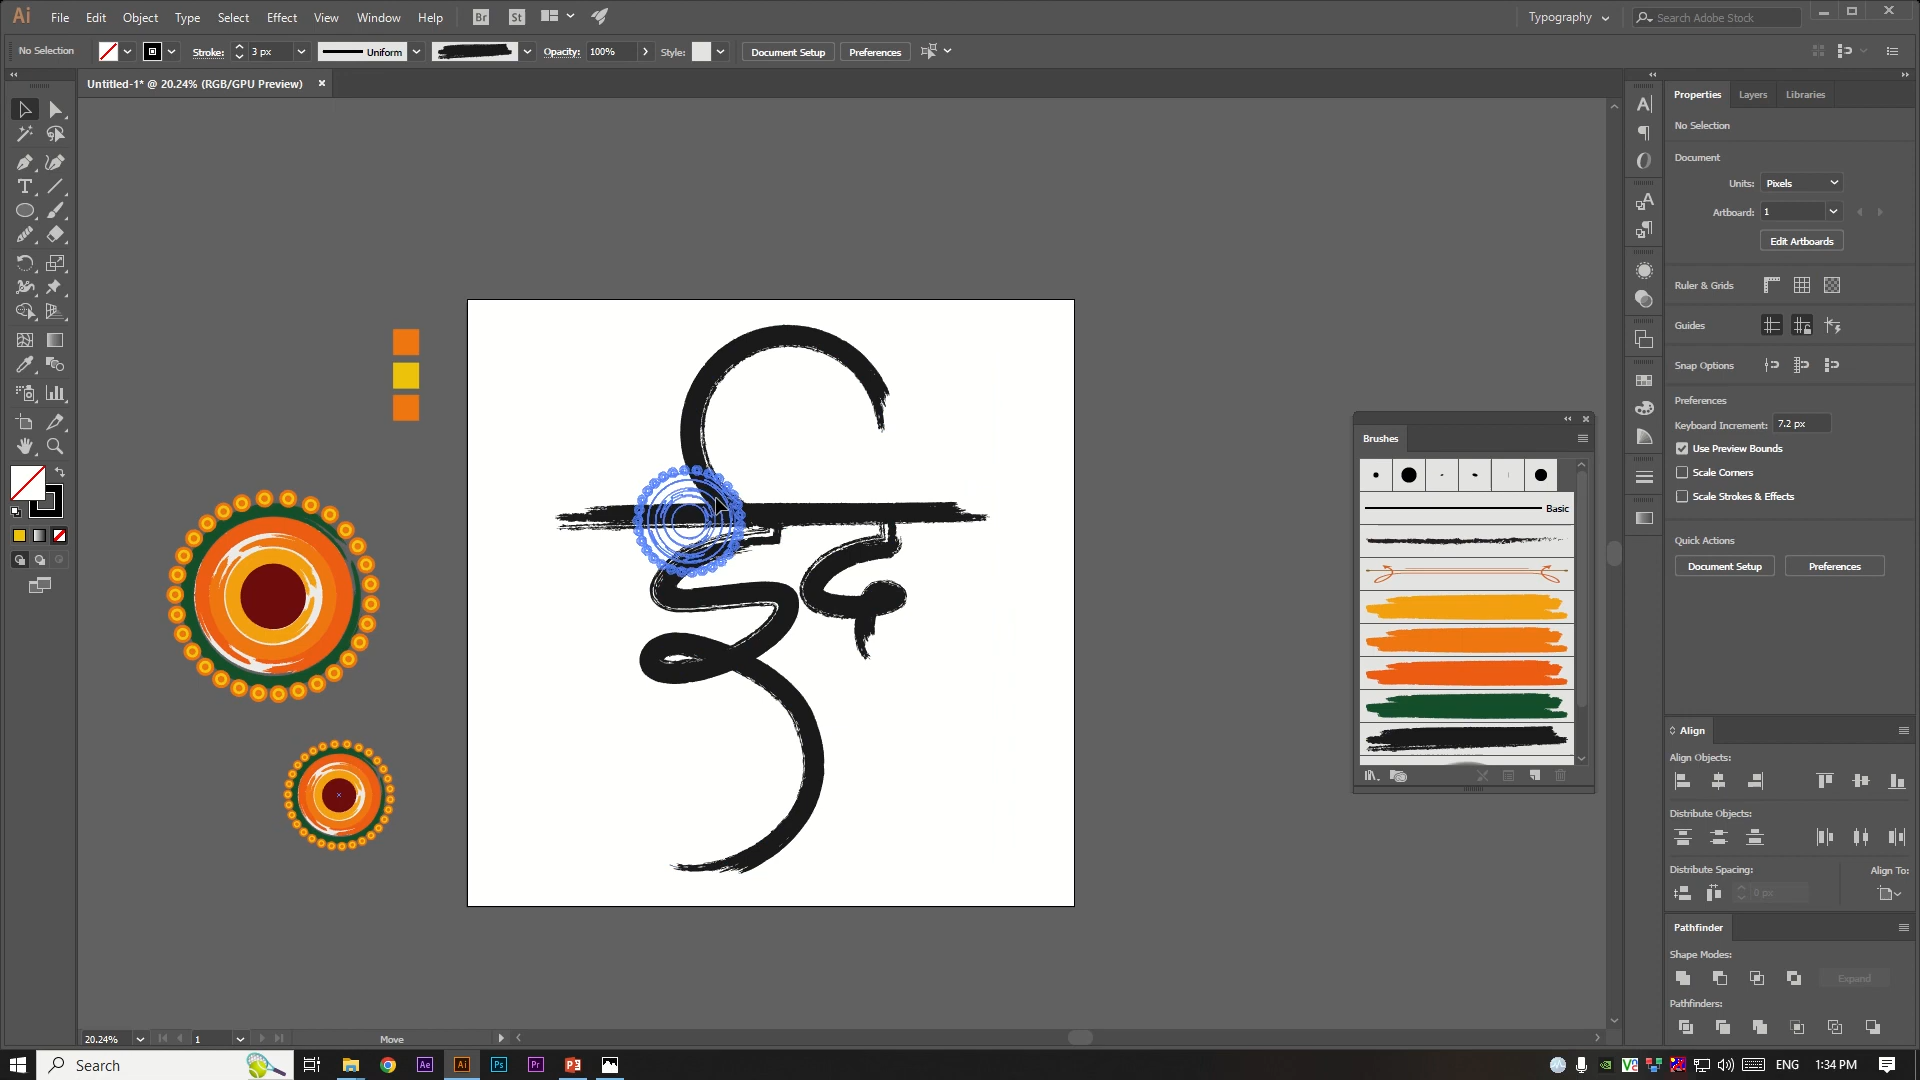 Ai File Edit Object Type Select Effect View Window Help Br St Typography Search Adobe Stock
No Selection Stroke: 3 px Uniform Opacity: 100% Style: Document Setup Preferences
Untitled-1* @ 20.24% (RGB/GPU Preview)
Properties Layers Libraries
No Selection
Document
Units: Pixels
Artboard: 1
Edit Artboards
Ruler & Grids
Guides
Snap Options
Preferences
Keyboard Increment: 7.2 px
Use Preview Bounds
Scale Corners
Scale Strokes & Effects
Quick Actions
Document Setup Preferences
Brushes
Basic
Align
Align Objects:
Distribute Objects:
Distribute Spacing: Align To:
0 px
Pathfinder
Shape Modes:
Expand
Pathfinders:
20.24% 1 Move
Search Ae Ai Ps Pr ENG 1:34 PM